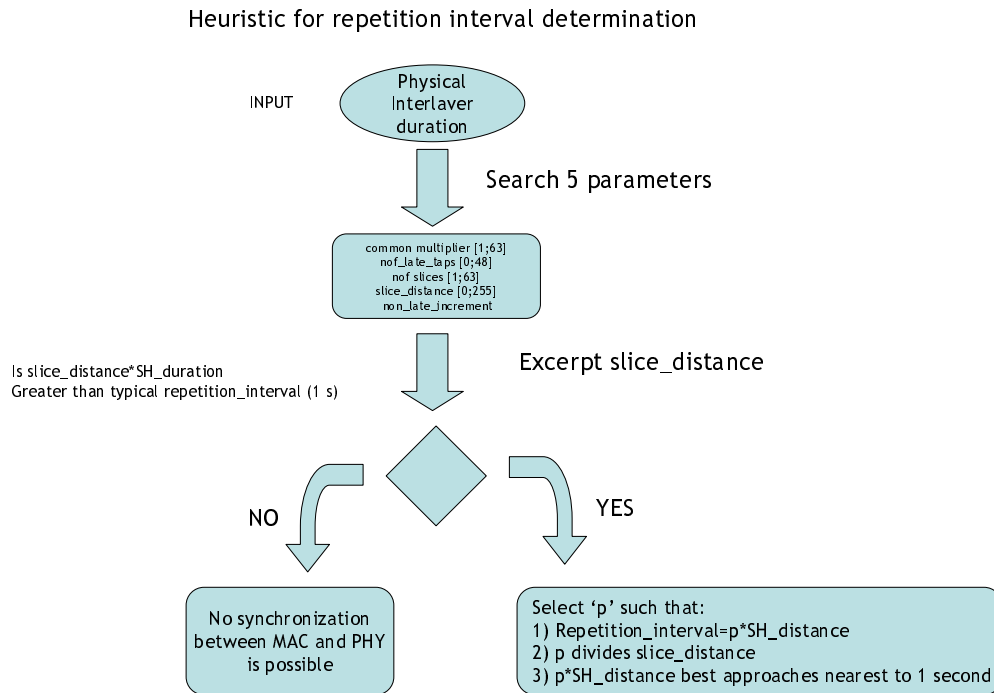 Heuristic for repetition interval determination
INPUT
Physical
Interlaver
duration
Search 5 parameters
common multiplier [1;63]
nof_late_taps [0;48]
nof slices [1;63]
slice_distance [0;255]
non_late_increment
Excerpt slice_distance
Is slice_distance*SH_duration
Greater than typical repetition_interval (1 s)
NO
YES
No synchronization
between MAC and PHY
is possible
Select ‘p’ such that:
1) Repetition_interval=p*SH_distance
2) p divides slice_distance
3) p*SH_distance best approaches nearest to 1 second